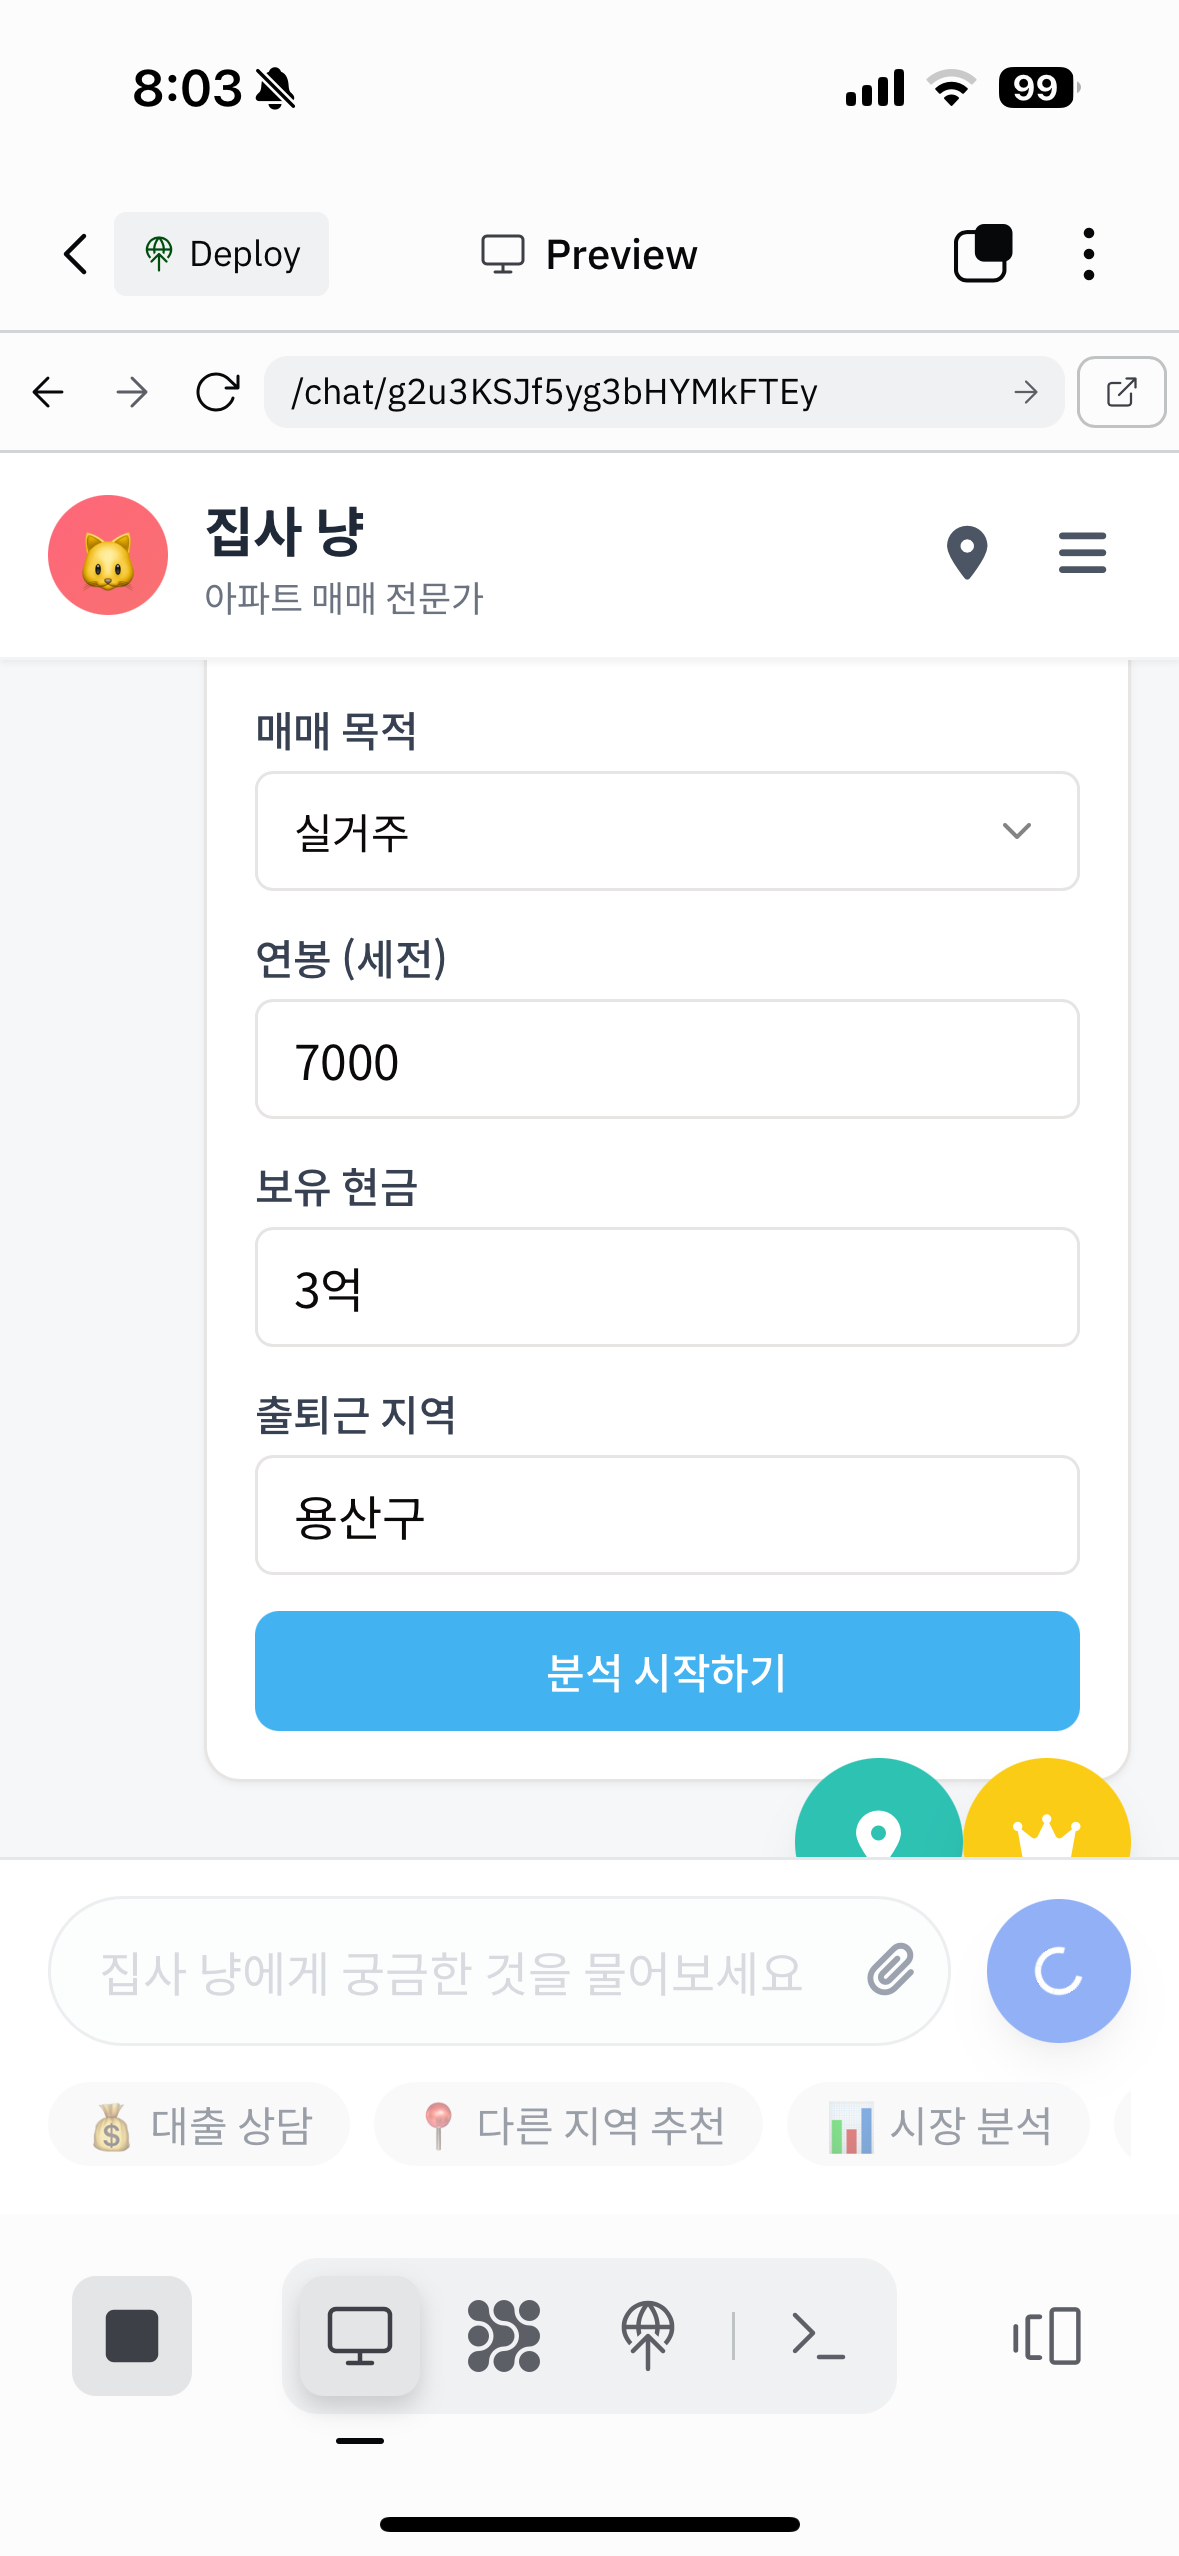 8:03
99
Deploy
Preview
/chat/g2u3KSJf5yg3bHYMkFTEy
집사 냥
아파트 매매 전문가
매매 목적
실거주
연봉 (세전)
7000
보유 현금
3억
출퇴근 지역
용산구
분석 시작하기
집사 냥에게 궁금한 것을 물어보세요
대출 상담
다른 지역 추천
시장 분석